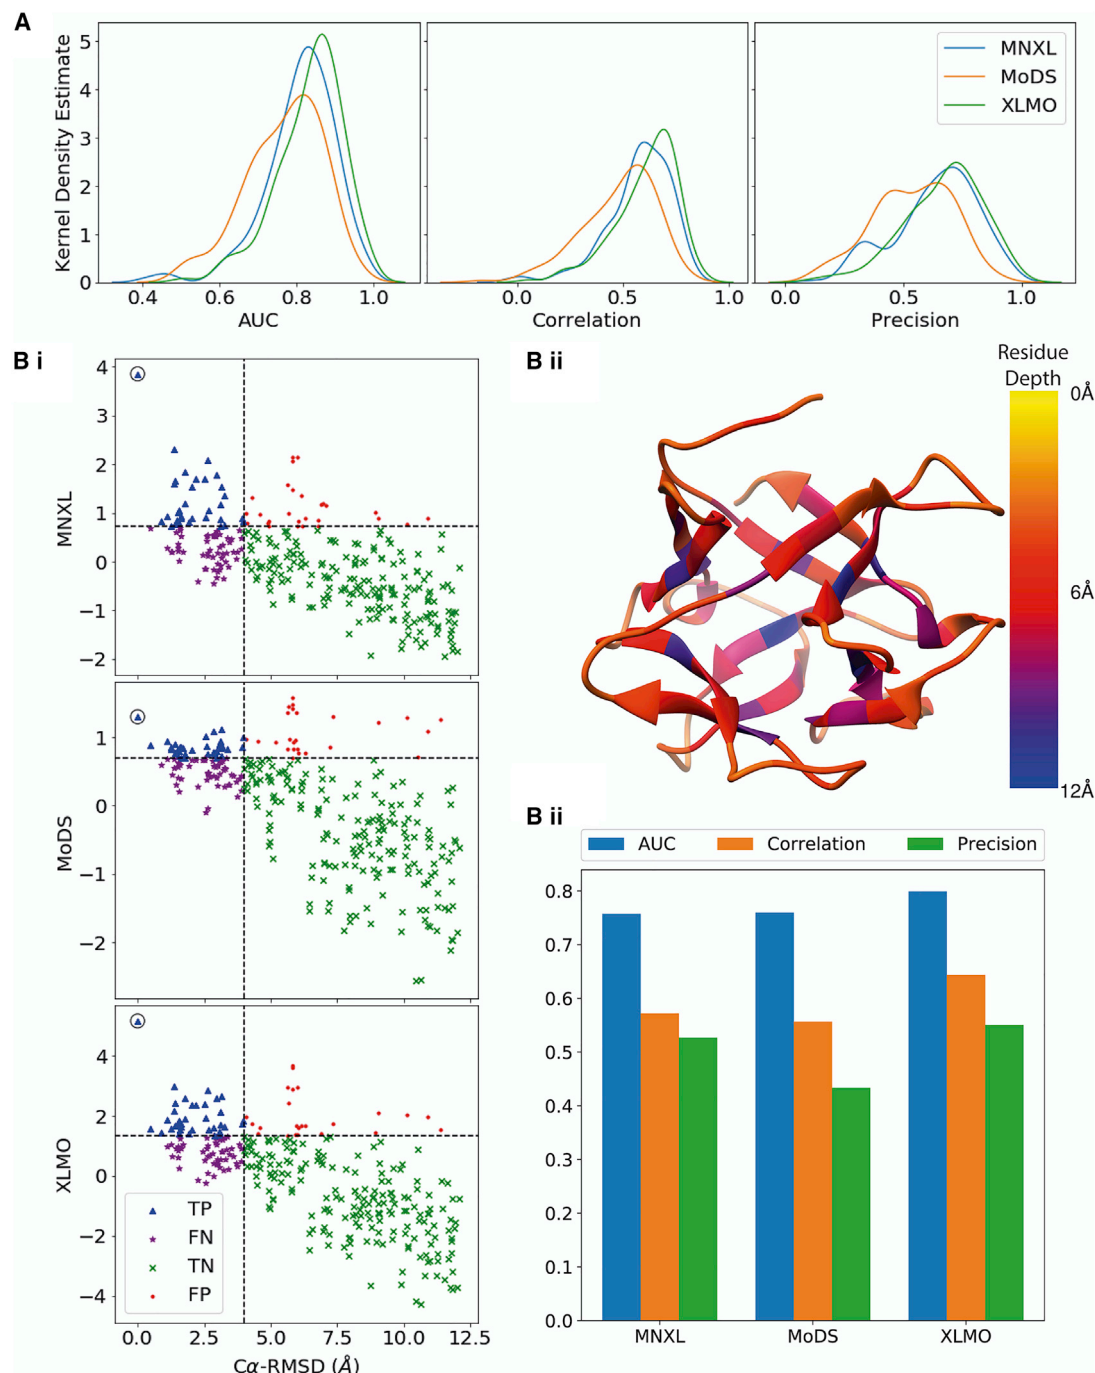 A
Kernel Density Estimate
5
4
3
2
1
0
0.4 0.6 0.8 1.0
AUC
0.0 0.5 1.0
Correlation
0.0 0.5 1.0
Precision
MNXL
MoDS
XLMO
B i
MNXL
4
3
2
1
0
−1
−2
MoDS
1
0
−1
−2
XLMO
4
2
0
−2
−4
TP
FN
TN
FP
0.0 2.5 5.0 7.5 10.0 12.5
Cα-RMSD (Å)
B ii
Residue
Depth
0Å
6Å
12Å
B ii
AUC Correlation Precision
0.8
0.7
0.6
0.5
0.4
0.3
0.2
0.1
0.0
MNXL MoDS XLMO